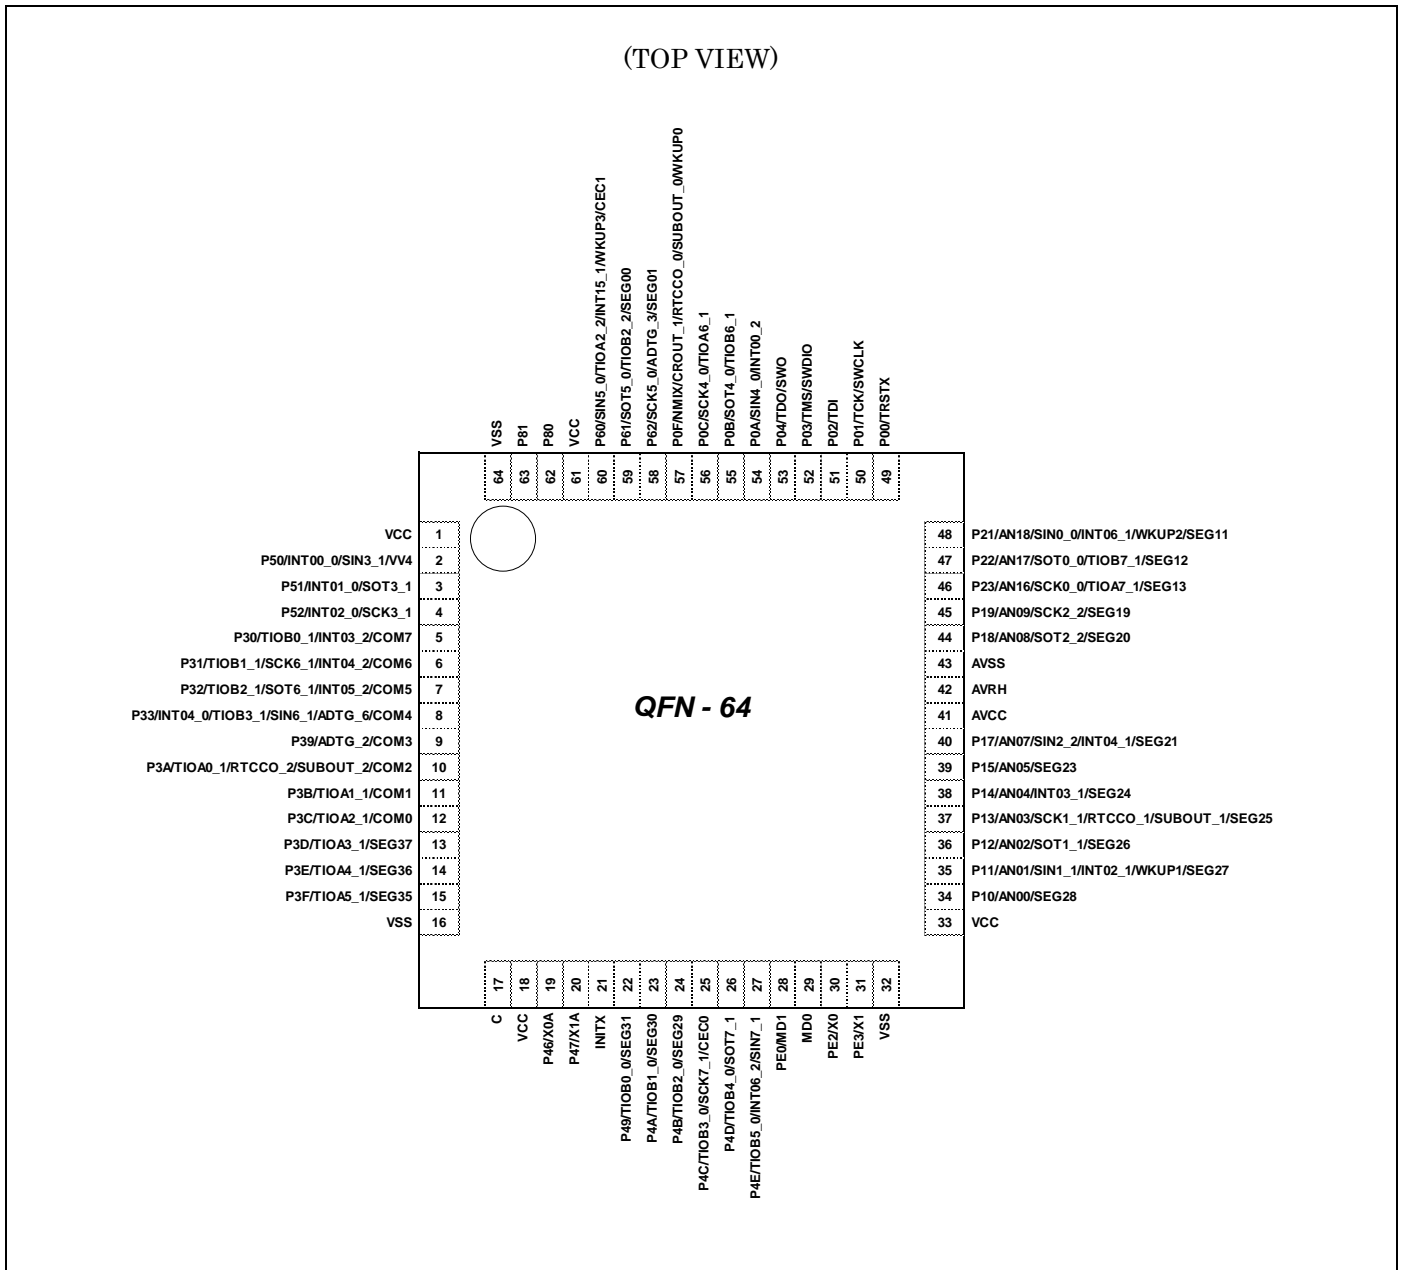 (TOP VIEW)
VSS
P81
P80
VCC
P60/SIN5_0/TIOA2_2/INT15_1/WKUP3/CEC1
P61/SOT5_0/TIOB2_2/SEG00
P62/SCK5_0/ADTG_3/SEG01
P0F/NMIX/CROUT_1/RTCCO_0/SUBOUT_0/WKUP0
P0C/SCK4_0/TIOA6_1
P0B/SOT4_0/TIOB6_1
P0A/SIN4_0/INT00_2
P04/TDO/SWO
P03/TMS/SWDIO
P02/TDI
P01/TCK/SWCLK
P00/TRSTX
64 63 62 61 60 59 58 57 56 55 54 53 52 51 50 49
VCC 1
P50/INT00_0/SIN3_1/VV4 2
P51/INT01_0/SOT3_1 3
P52/INT02_0/SCK3_1 4
P30/TIOB0_1/INT03_2/COM7 5
P31/TIOB1_1/SCK6_1/INT04_2/COM6 6
P32/TIOB2_1/SOT6_1/INT05_2/COM5 7
P33/INT04_0/TIOB3_1/SIN6_1/ADTG_6/COM4 8
P39/ADTG_2/COM3 9
P3A/TIOA0_1/RTCCO_2/SUBOUT_2/COM2 10
P3B/TIOA1_1/COM1 11
P3C/TIOA2_1/COM0 12
P3D/TIOA3_1/SEG37 13
P3E/TIOA4_1/SEG36 14
P3F/TIOA5_1/SEG35 15
VSS 16
QFN - 64
48 P21/AN18/SIN0_0/INT06_1/WKUP2/SEG11
47 P22/AN17/SOT0_0/TIOB7_1/SEG12
46 P23/AN16/SCK0_0/TIOA7_1/SEG13
45 P19/AN09/SCK2_2/SEG19
44 P18/AN08/SOT2_2/SEG20
43 AVSS
42 AVRH
41 AVCC
40 P17/AN07/SIN2_2/INT04_1/SEG21
39 P15/AN05/SEG23
38 P14/AN04/INT03_1/SEG24
37 P13/AN03/SCK1_1/RTCCO_1/SUBOUT_1/SEG25
36 P12/AN02/SOT1_1/SEG26
35 P11/AN01/SIN1_1/INT02_1/WKUP1/SEG27
34 P10/AN00/SEG28
33 VCC
17 18 19 20 21 22 23 24 25 26 27 28 29 30 31 32
C
VCC
P46/X0A
P47/X1A
INITX
P49/TIOB0_0/SEG31
P4A/TIOB1_0/SEG30
P4B/TIOB2_0/SEG29
P4C/TIOB3_0/SCK7_1/CEC0
P4D/TIOB4_0/SOT7_1
P4E/TIOB5_0/INT06_2/SIN7_1
PE0/MD1
MD0
PE2/X0
PE3/X1
VSS